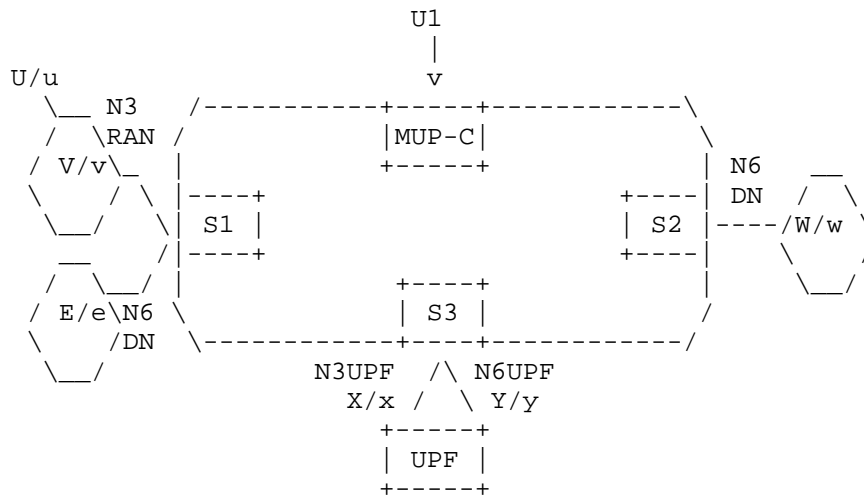 U1
|
v
U/u
N3
RAN
MUP-C
V/v
N6
DN
S1
S2
W/w
E/e N6
DN
S3
N3UPF N6UPF
X/x Y/y
UPF